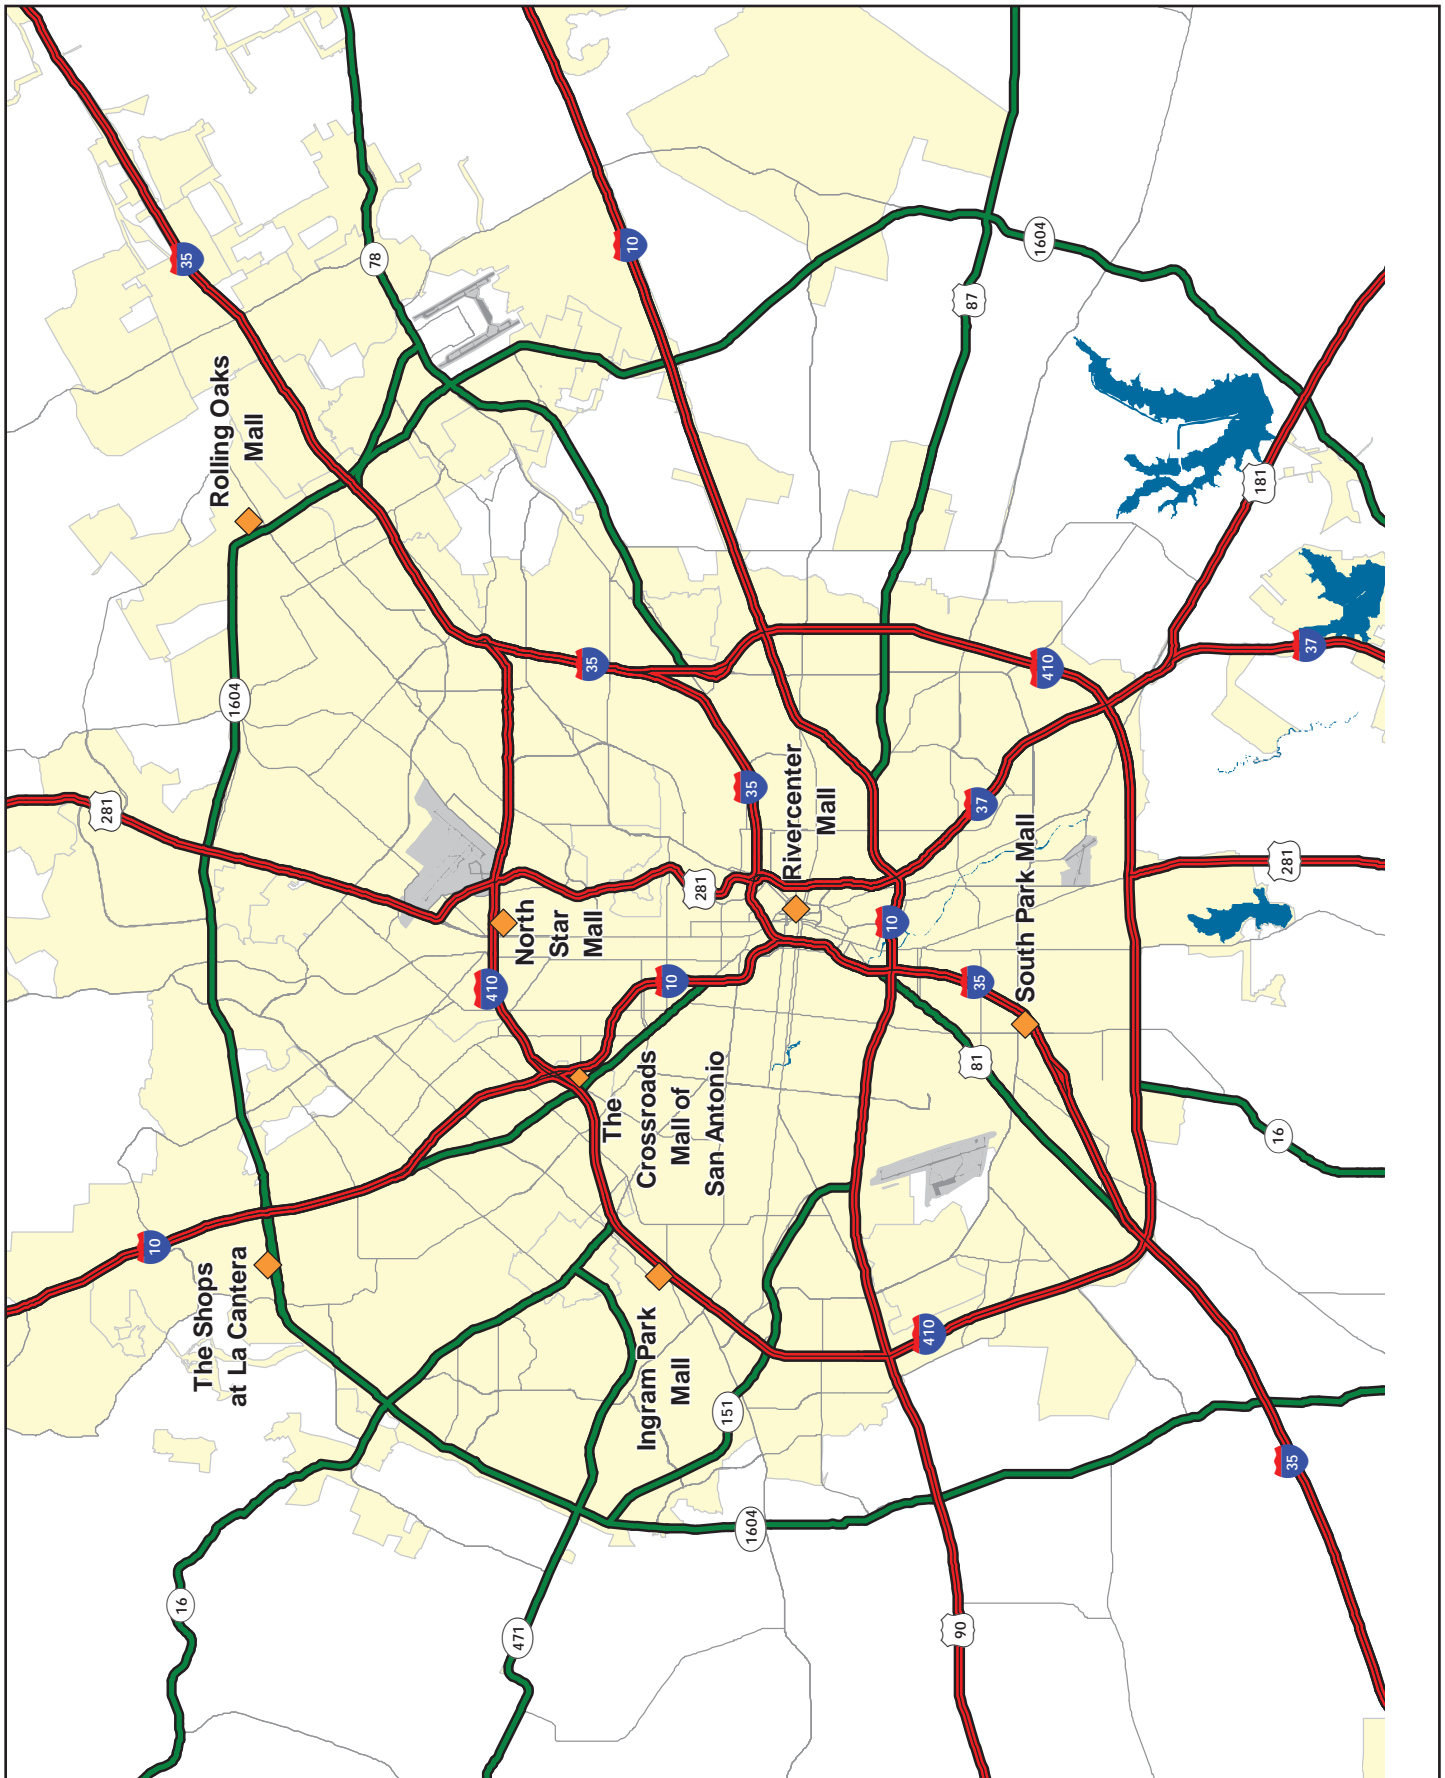 281
10
16
35
The Shops
at La Cantera
Rolling Oaks
Mall
1604
78
410
471
North
Star
Mall
35
The
Crossroads
Mall of
San Antonio
10
Ingram Park
Mall
10
281
151
1604
35
Rivercenter
Mall
10
410
90
87
81
35
37
South Park Mall
1604
410
181
16
281
35
37